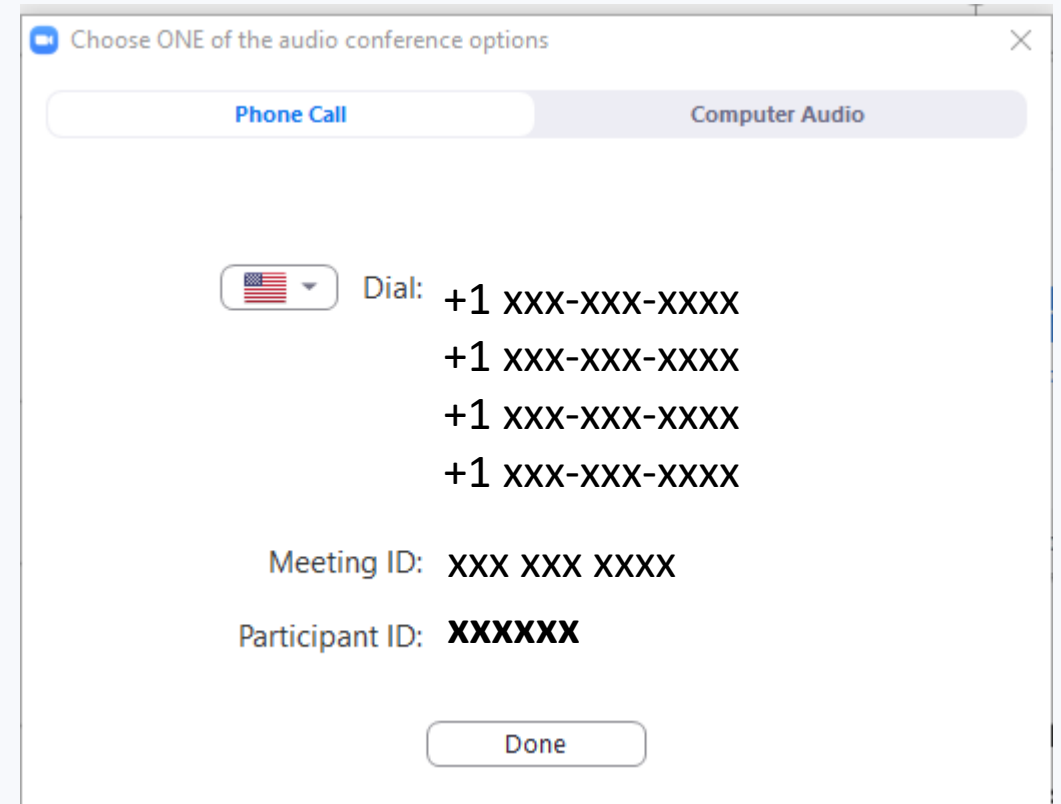 Choose ONE of the audio conference options
Phone Call Computer Audio
Dial: +1 xxx-xxx-xxxx
+1 xxx-xxx-xxxx
+1 xxx-xxx-xxxx
+1 xxx-xxx-xxxx
Meeting ID: xxx xxx xxxx
Participant ID: xxxxxx
Done